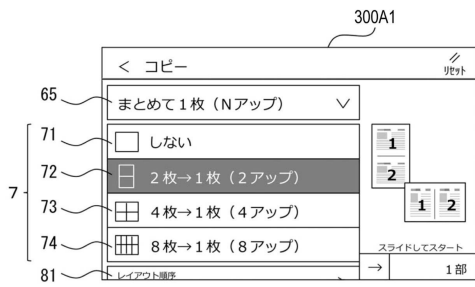 300A1
< コピー
リセット
65
まとめて1枚（Nアップ）
71
しない
7
72
2枚→1枚（2アップ）
73
4枚→1枚（4アップ）
74
8枚→1枚（8アップ）
81
レイアウト順序
1
2
1 2
スライドしてスタート
→ 1部